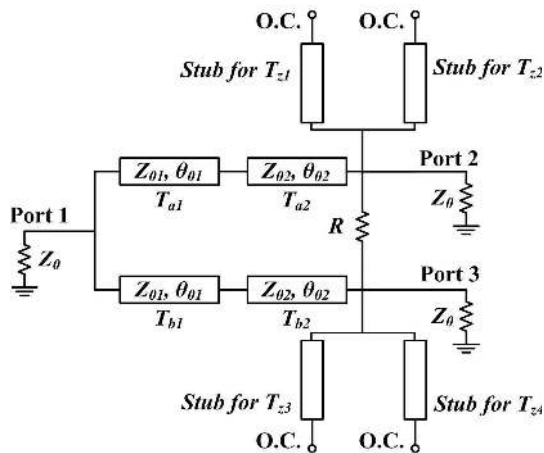 O.C. O.C.
Stub for Tz1 Stub for Tz2
Port 2
Z01, θ01 Z02, θ02
Port 1 Ta1 Ta2 Z0
Z0 R
Port 3
Z01, θ01 Z02, θ02
Tb1 Tb2 Z0
Stub for Tz3 Stub for Tz4
O.C. O.C.